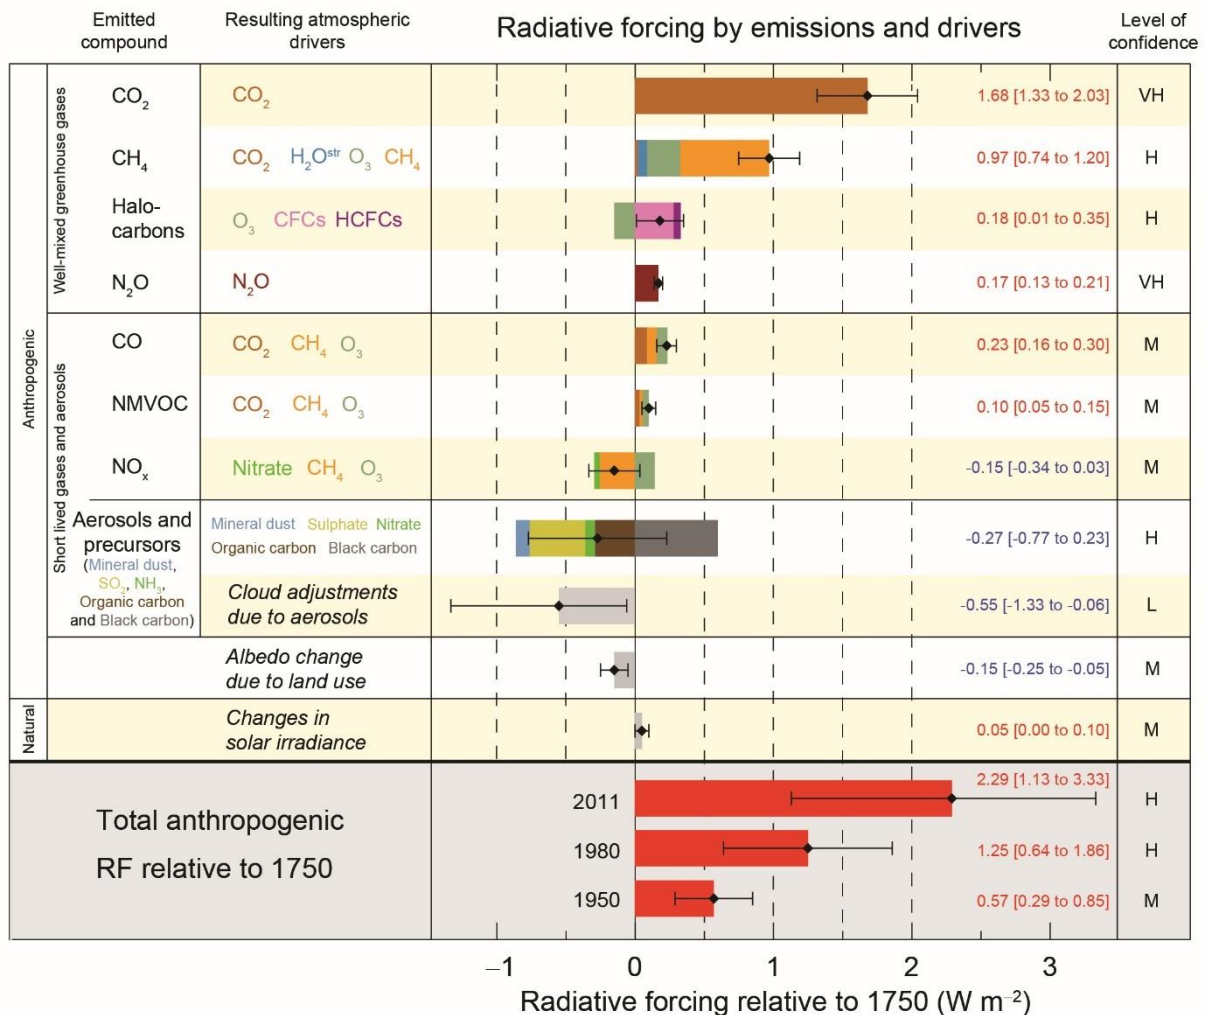 Emitted compound
Resulting atmospheric drivers
Radiative forcing by emissions and drivers
Level of confidence
Anthropogenic
Natural
Well-mixed greenhouse gases
Short lived gases and aerosols
CO₂
CO₂
1.68 [1.33 to 2.03]
VH
CH₄
CO₂ H₂Oˢᵗʳ O₃ CH₄
0.97 [0.74 to 1.20]
H
Halo-
carbons
O₃ CFCs HCFCs
0.18 [0.01 to 0.35]
H
N₂O
N₂O
0.17 [0.13 to 0.21]
VH
CO
CO₂ CH₄ O₃
0.23 [0.16 to 0.30]
M
NMVOC
CO₂ CH₄ O₃
0.10 [0.05 to 0.15]
M
NOₓ
Nitrate CH₄ O₃
-0.15 [-0.34 to 0.03]
M
Aerosols and
precursors
(Mineral dust,
SO₂, NH₃,
Organic carbon
and Black carbon)
Mineral dust Sulphate Nitrate
Organic carbon Black carbon
-0.27 [-0.77 to 0.23]
H
Cloud adjustments
due to aerosols
-0.55 [-1.33 to -0.06]
L
Albedo change
due to land use
-0.15 [-0.25 to -0.05]
M
Changes in
solar irradiance
0.05 [0.00 to 0.10]
M
Total anthropogenic
RF relative to 1750
2011
2.29 [1.13 to 3.33]
H
1980
1.25 [0.64 to 1.86]
H
1950
0.57 [0.29 to 0.85]
M
−1 0 1 2 3
Radiative forcing relative to 1750 (W m⁻²)